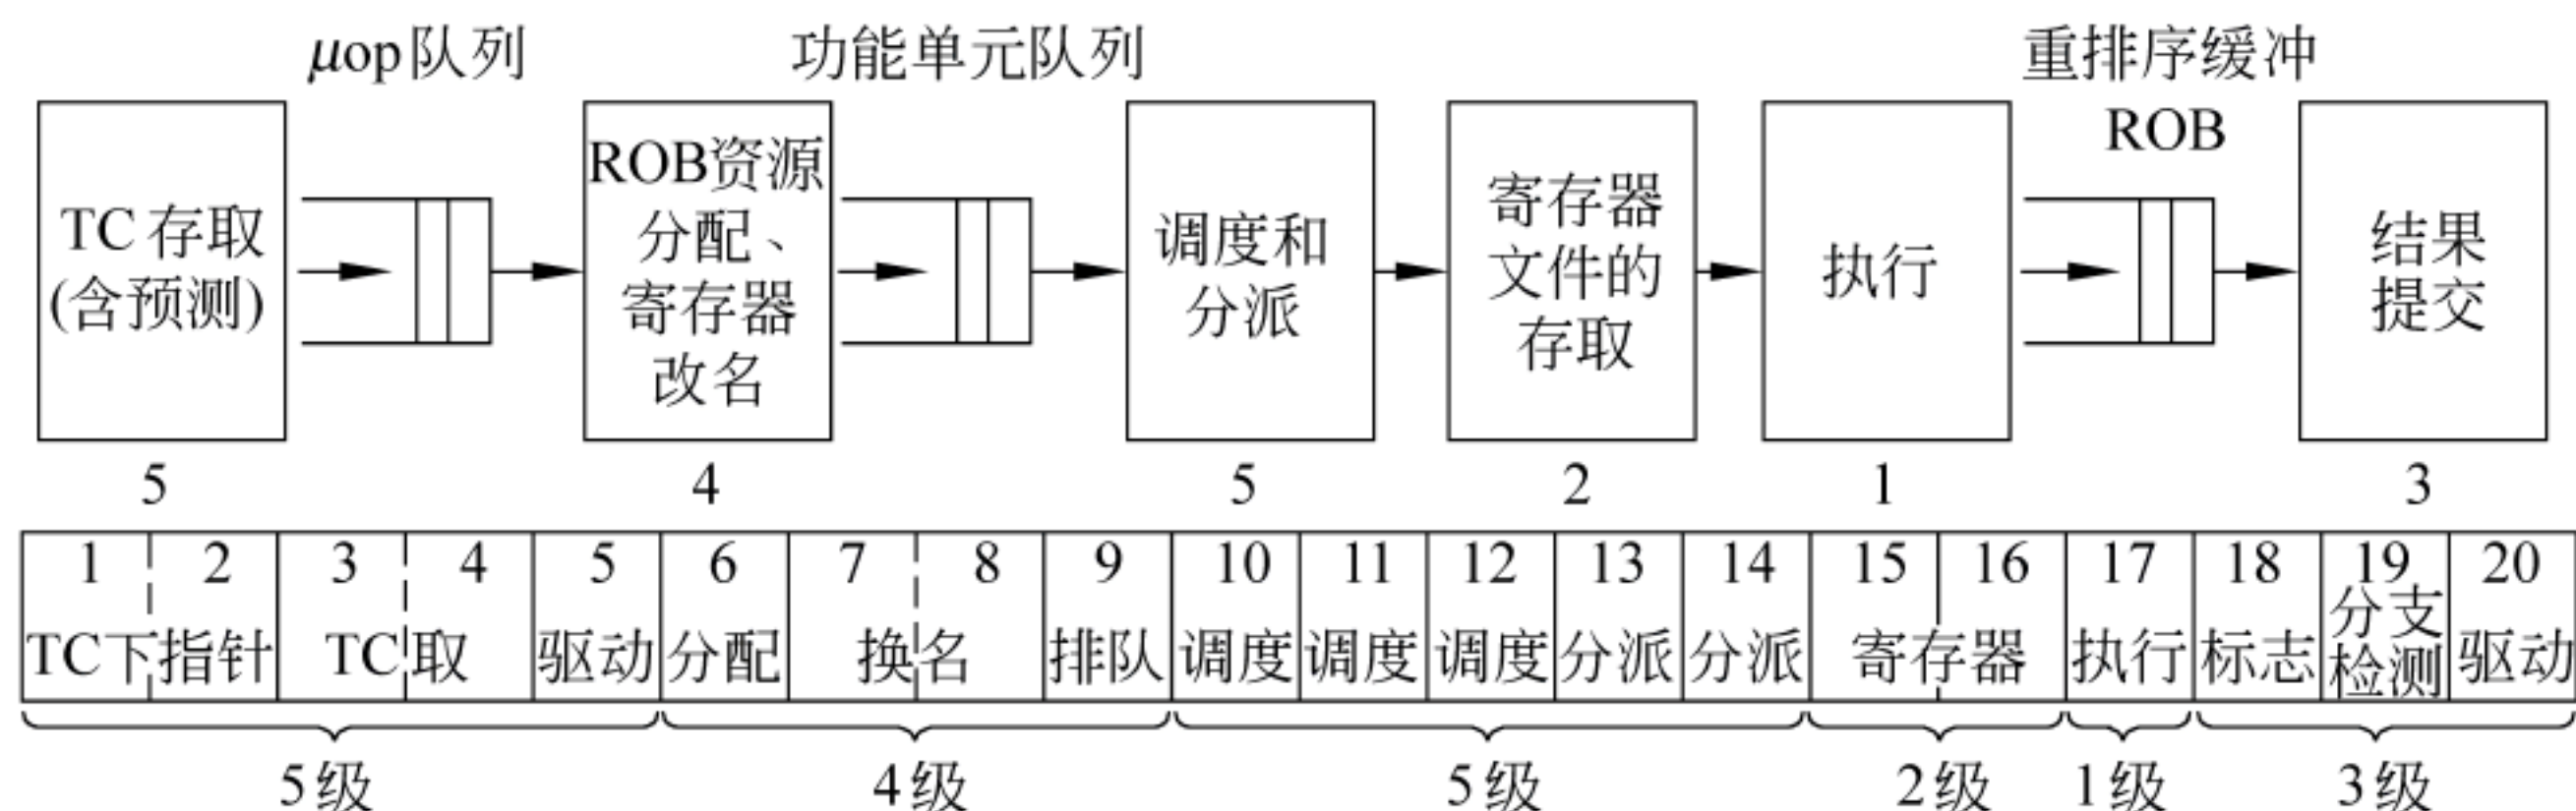 μop队列
功能单元队列
重排序缓冲
ROB
TC存取
(含预测)
ROB资源
分配、
寄存器
改名
调度和
分派
寄存器
文件的
存取
执行
结果
提交
5 4 5 2 1 3
1 2 3 4 5 6 7 8 9 10 11 12 13 14 15 16 17 18 19 20
TC下指针 TC取 驱动 分配 换名 排队 调度 调度 调度 分派 分派 寄存器 执行 标志 分支 驱动
检测
5级 4级 5级 2级 1级 3级